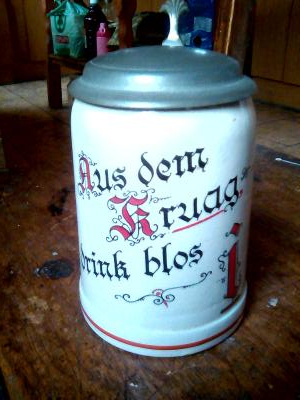 Aus dem
Kruag
drink blos
i